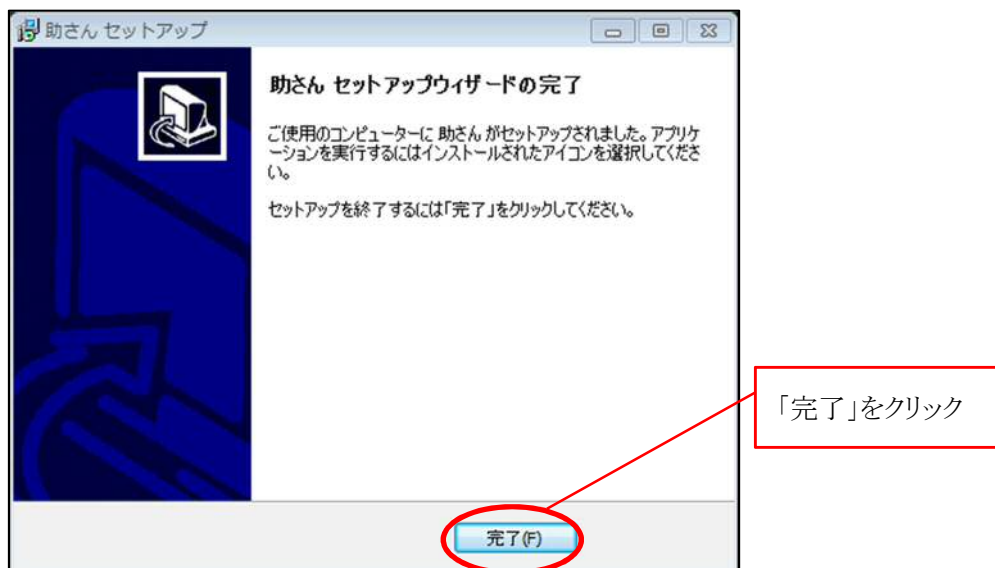 助さん セットアップ
助さん セットアップウィザードの完了
ご使用のコンピューターに 助さん がセットアップされました。アプリケ
ーションを実行するにはインストールされたアイコンを選択してくださ
い。
セットアップを終了するには「完了」をクリックしてください。
「完了」をクリック
完了(F)